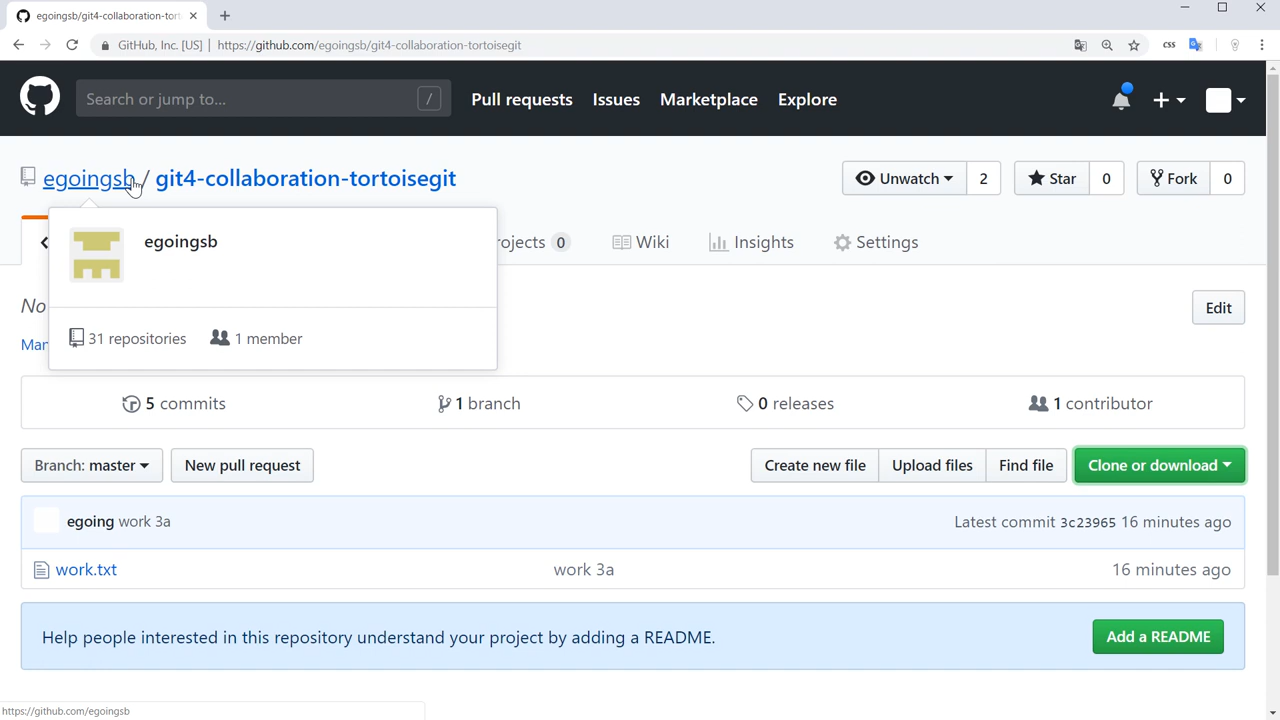 egoingsb/git4-collaboration-tort
GitHub, Inc. [US] | https://github.com/egoingsb/git4-collaboration-tortoisegit
css
Search or jump to... /
Pull requests Issues Marketplace Explore
egoingsb / git4-collaboration-tortoisegit
Unwatch 2 Star 0 Fork 0
rojects 0 Wiki Insights Settings
egoingsb
31 repositories 1 member
No
Edit
Man
5 commits 1 branch 0 releases 1 contributor
Branch: master New pull request Create new file Upload files Find file Clone or download
egoing work 3a Latest commit 3c23965 16 minutes ago
work.txt work 3a 16 minutes ago
Help people interested in this repository understand your project by adding a README. Add a README
https://github.com/egoingsb